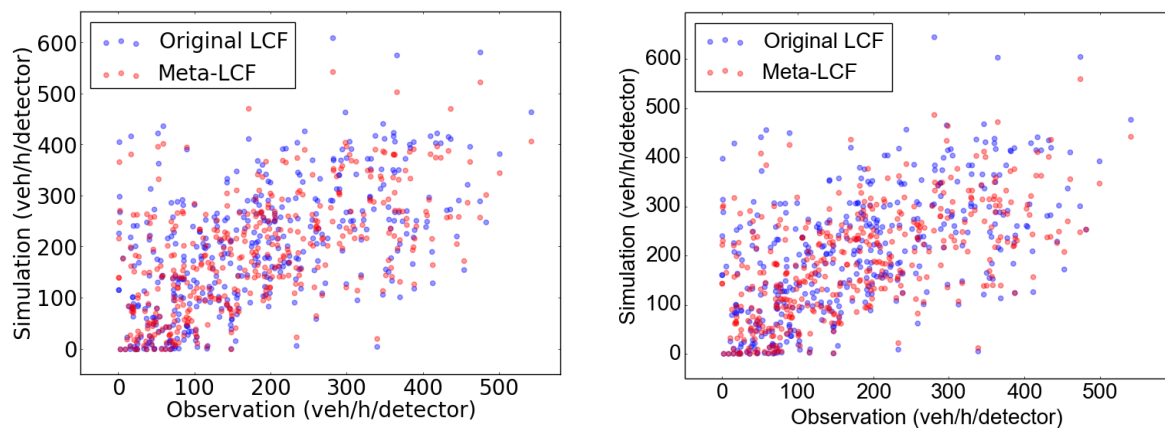 Simulation (veh/h/detector)
600
500
400
300
200
100
0
Original LCF
Meta-LCF
0 100 200 300 400 500
Observation (veh/h/detector)
Simulation (veh/h/detector)
600
500
400
300
200
100
0
Original LCF
Meta-LCF
0 100 200 300 400 500
Observation (veh/h/detector)